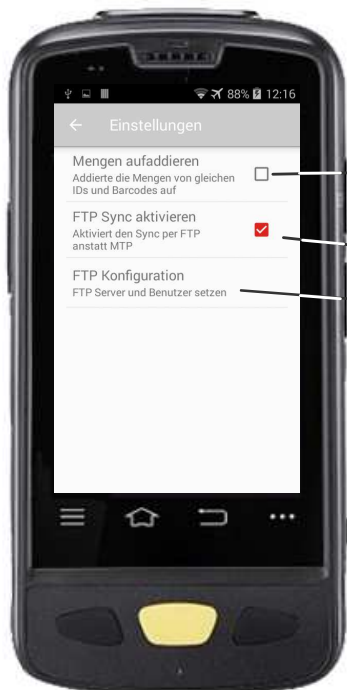 88% 12:16
Einstellungen
Mengen aufaddieren
Addierte die Mengen von gleichen
IDs und Barcodes auf
FTP Sync aktivieren
Aktiviert den Sync per FTP
anstatt MTP
FTP Konfiguration
FTP Server und Benutzer setzen